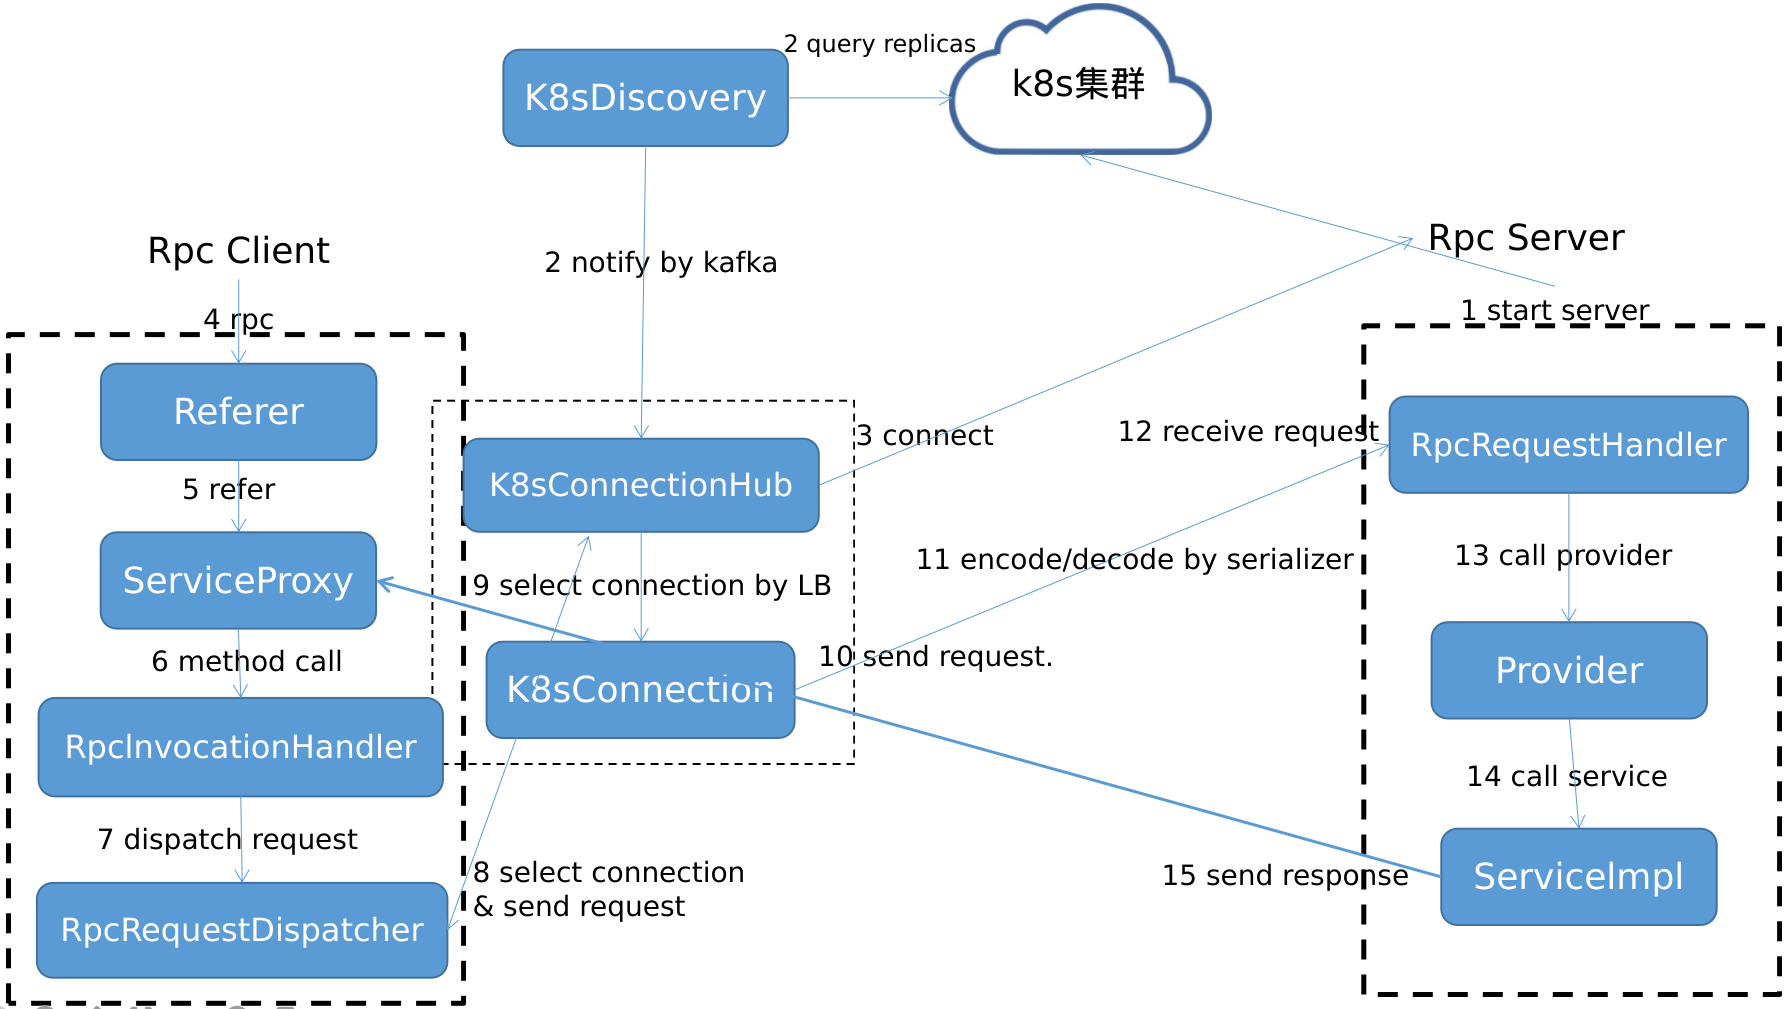 2 query replicas
K8sDiscovery
k8s集群
Rpc Client
2 notify by kafka
Rpc Server
4 rpc
1 start server
Referer
3 connect
12 receive request
RpcRequestHandler
K8sConnectionHub
5 refer
ServiceProxy
9 select connection by LB
11 encode/decode by serializer
13 call provider
6 method call
10 send request.
K8sConnection
Provider
RpcInvocationHandler
14 call service
7 dispatch request
8 select connection
& send request
15 send response
ServiceImpl
RpcRequestDispatcher